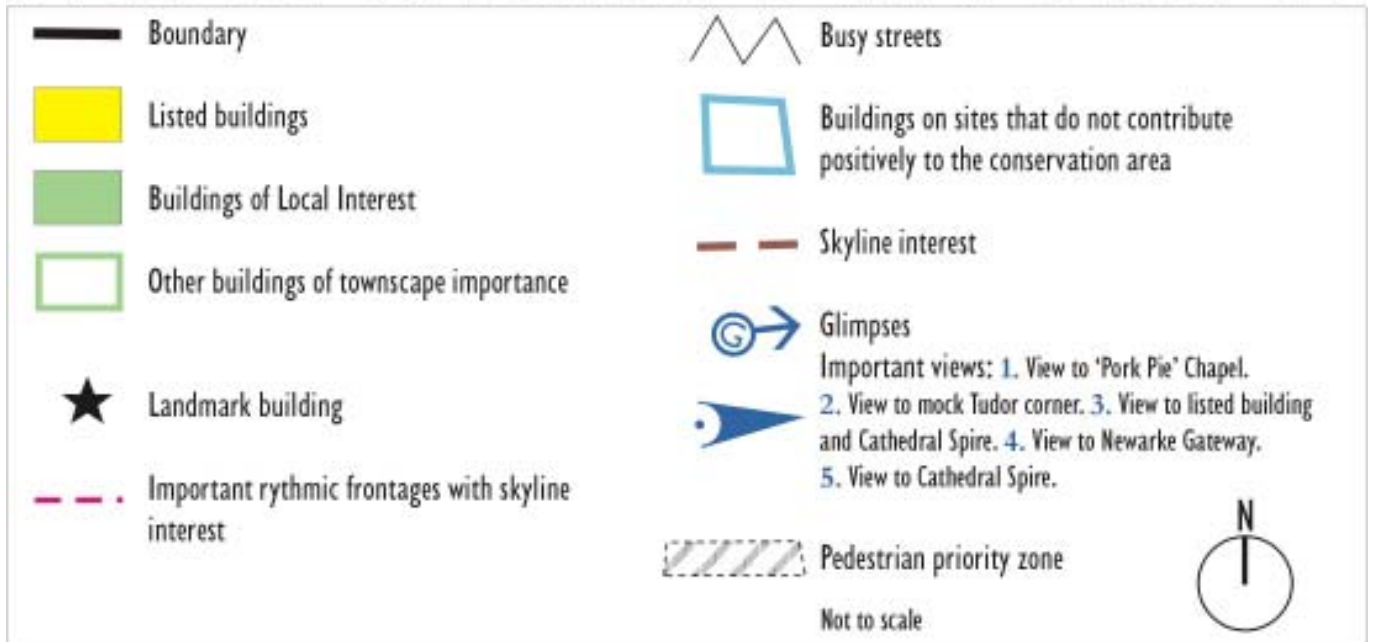 Boundary
Listed buildings
Buildings of Local Interest
Other buildings of townscape importance
Landmark building
Important rythmic frontages with skyline
interest
Busy streets
Buildings on sites that do not contribute
positively to the conservation area
Skyline interest
G
Glimpses
Important views: 1. View to 'Pork Pie' Chapel.
2. View to mock Tudor corner. 3. View to listed building
and Cathedral Spire. 4. View to Newarke Gateway.
5. View to Cathedral Spire.
Pedestrian priority zone
Not to scale
N